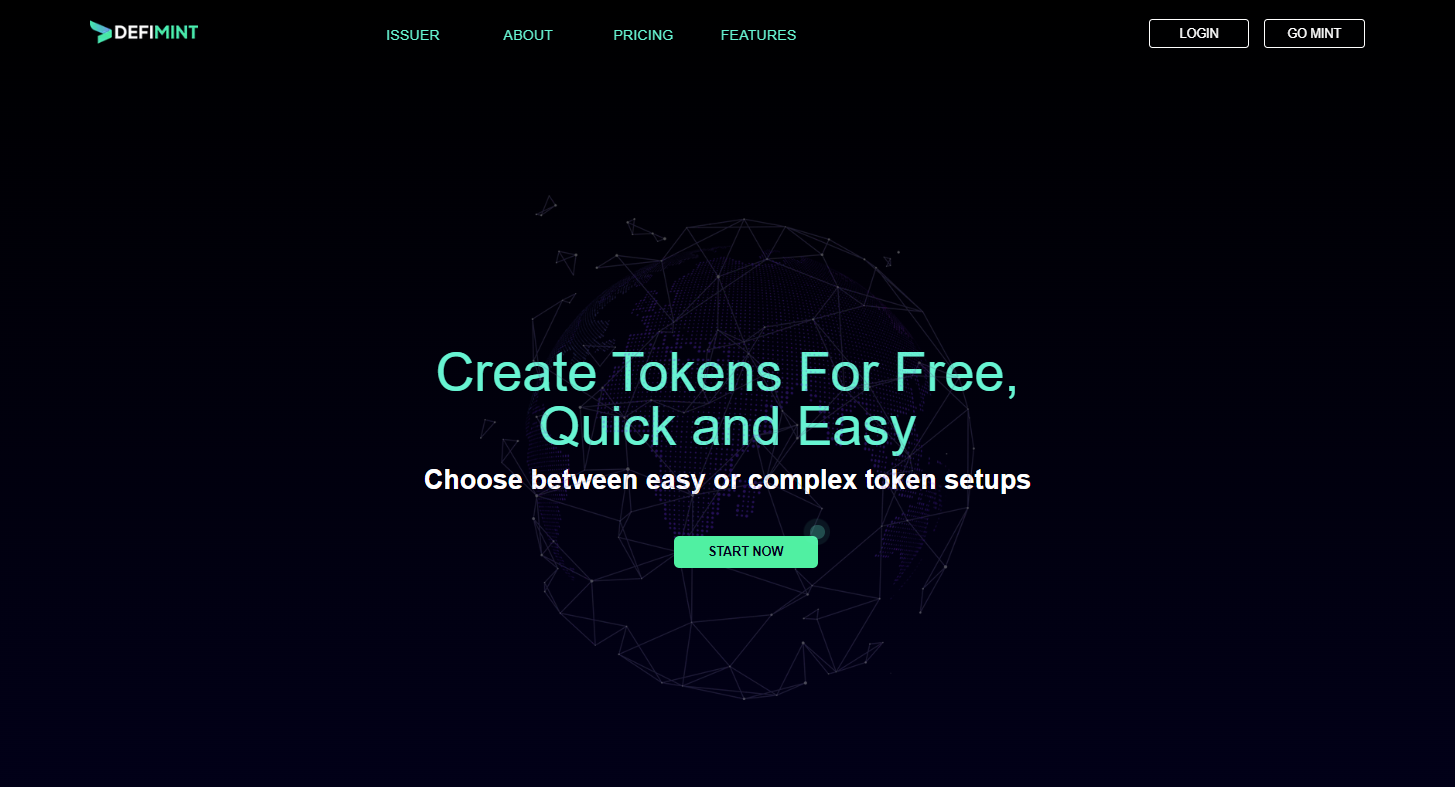 DEFIMINT
ISSUER
ABOUT
PRICING
FEATURES
LOGIN
GO MINT
Create Tokens For Free,
Quick and Easy
Choose between easy or complex token setups
START NOW